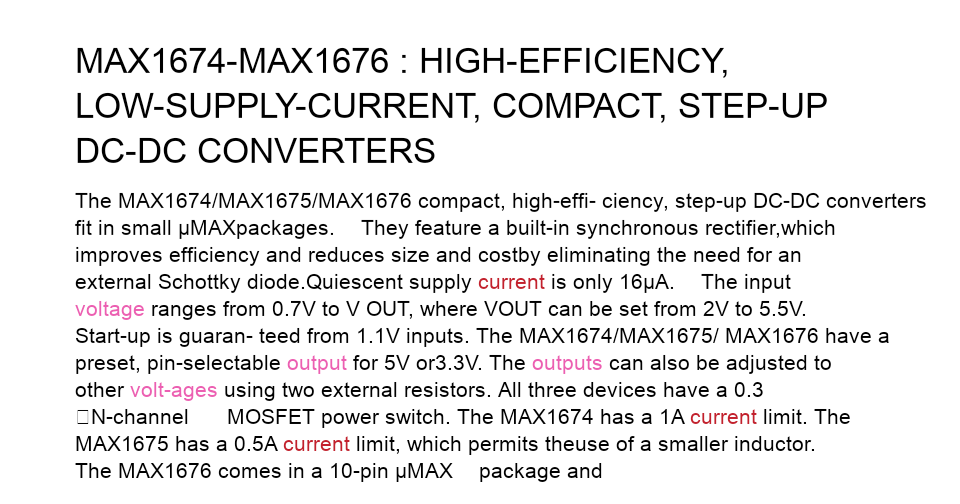 MAX1674-MAX1676 : HIGH-EFFICIENCY,
LOW-SUPPLY-CURRENT, COMPACT, STEP-UP
DC-DC CONVERTERS
The MAX1674/MAX1675/MAX1676 compact, high-effi- ciency, step-up DC-DC converters
fit in small µMAXpackages. They feature a built-in synchronous rectifier,which
improves efficiency and reduces size and costby eliminating the need for an
external Schottky diode.Quiescent supply current is only 16µA. The input
voltage ranges from 0.7V to V OUT, where VOUT can be set from 2V to 5.5V.
Start-up is guaran- teed from 1.1V inputs. The MAX1674/MAX1675/ MAX1676 have a
preset, pin-selectable output for 5V or3.3V. The outputs can also be adjusted to
other volt-ages using two external resistors. All three devices have a 0.3
N-channel MOSFET power switch. The MAX1674 has a 1A current limit. The
MAX1675 has a 0.5A current limit, which permits theuse of a smaller inductor.
The MAX1676 comes in a 10-pin µMAX package and